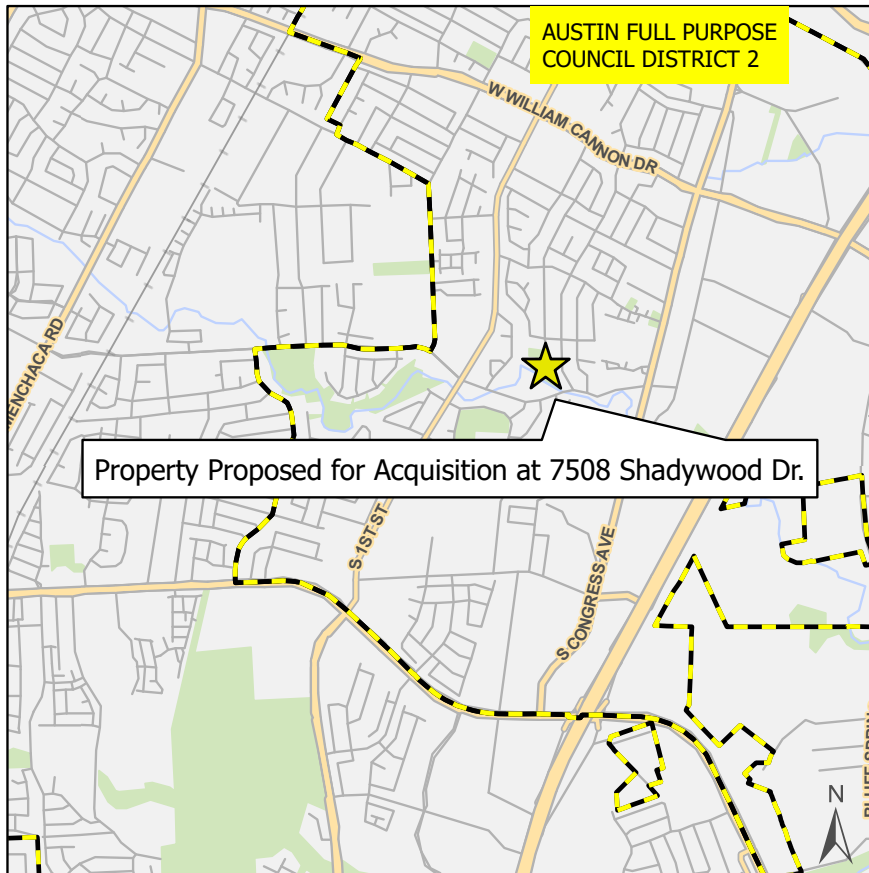 AUSTIN FULL PURPOSE
COUNCIL DISTRICT 2
W WILLIAM CANNON DR
MENCHACA RD
Property Proposed for Acquisition at 7508 Shadywood Dr.
S 1ST ST
S CONGRESS AVE
BLUFF
N